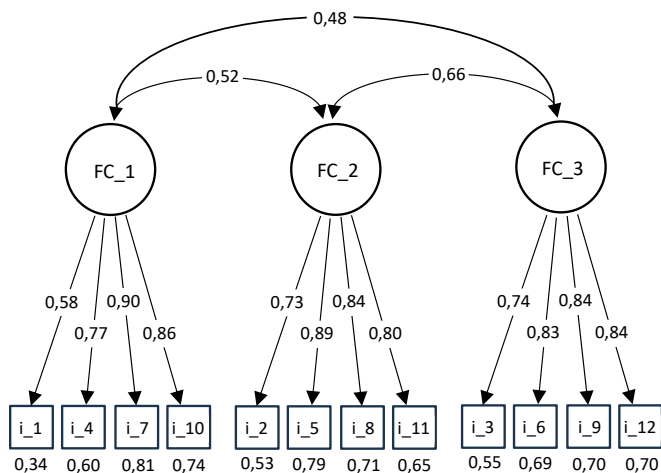 0,48
0,52 0,66
FC_1 FC_2 FC_3
0,58 0,90 0,73 0,84 0,74 0,84
0,77 0,86 0,89 0,80 0,83 0,84
i_1 i_4 i_7 i_10 i_2 i_5 i_8 i_11 i_3 i_6 i_9 i_12
0,34 0,60 0,81 0,74 0,53 0,79 0,71 0,65 0,55 0,69 0,70 0,70